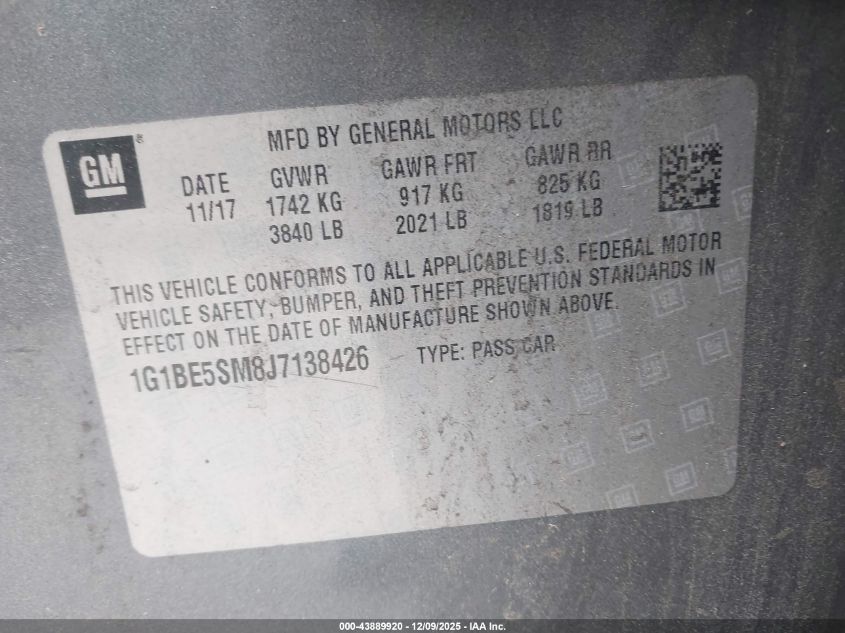 GM®
MFD BY GENERAL MOTORS LLC
DATE GVWR GAWR FRT GAWR RR
11/17 1742 KG 917 KG 825 KG
3840 LB 2021 LB 1819 LB
THIS VEHICLE CONFORMS TO ALL APPLICABLE U.S. FEDERAL MOTOR
VEHICLE SAFETY, BUMPER, AND THEFT PREVENTION STANDARDS IN
EFFECT ON THE DATE OF MANUFACTURE SHOWN ABOVE.
1G1BE5SM8J7138426 TYPE: PASS CAR
000-43889920 - 12/09/2025 - IAA Inc.